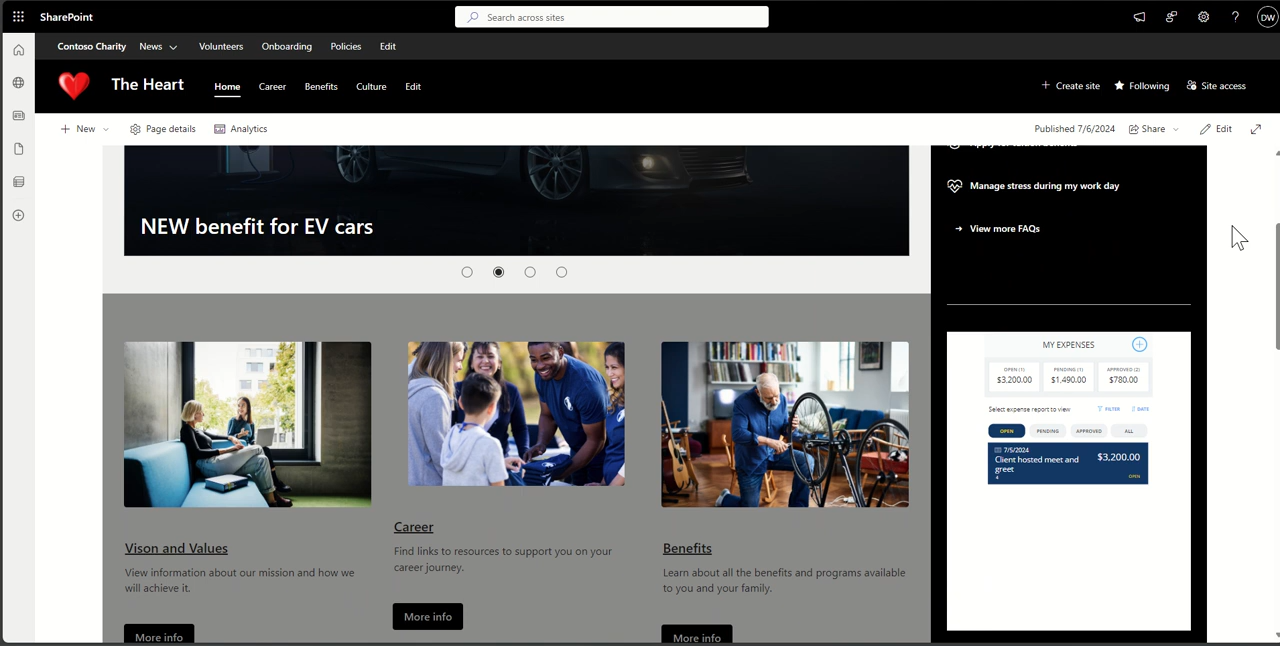 SharePoint
Search across sites
DW
Contoso Charity News Volunteers Onboarding Policies Edit
The Heart Home Career Benefits Culture Edit
Create site Following Site access
New Page details Analytics
Published 7/6/2024 Share Edit
NEW benefit for EV cars
Manage stress during my work day
View more FAQs
MY EXPENSES
OPEN (1) PENDING (1) APPROVED (2)
$3,200.00 $1,490.00 $780.00
Select expense report to view FILTER DATE
OPEN PENDING APPROVED ALL
7/5/2024
Client hosted meet and
greet
$3,200.00
4
OPEN
Vison and Values
View information about our mission and how we
will achieve it.
More info
Career
Find links to resources to support you on your
career journey.
More info
Benefits
Learn about all the benefits and programs available
to you and your family.
More info